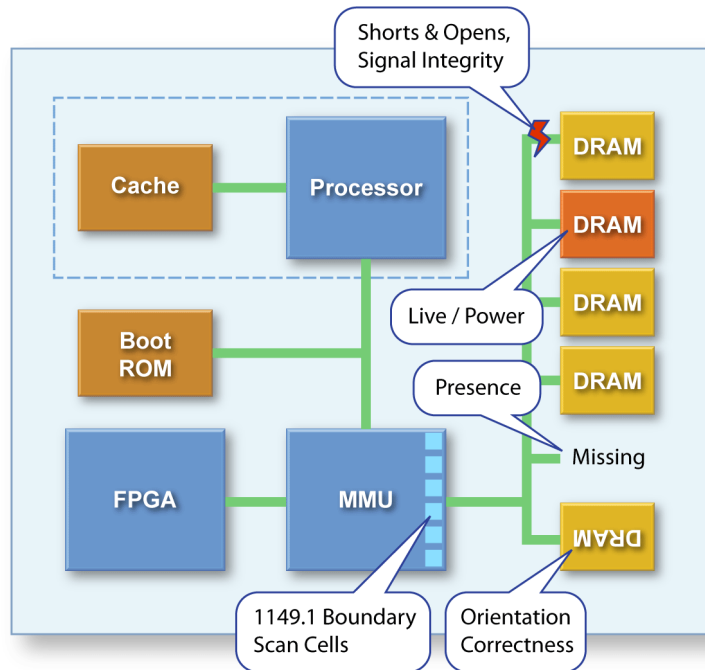 Shorts & Opens,
Signal Integrity
DRAM
Cache
Processor
DRAM
Live / Power
DRAM
Boot
ROM
DRAM
Presence
Missing
FPGA
MMU
DRAM
1149.1 Boundary
Scan Cells
Orientation
Correctness